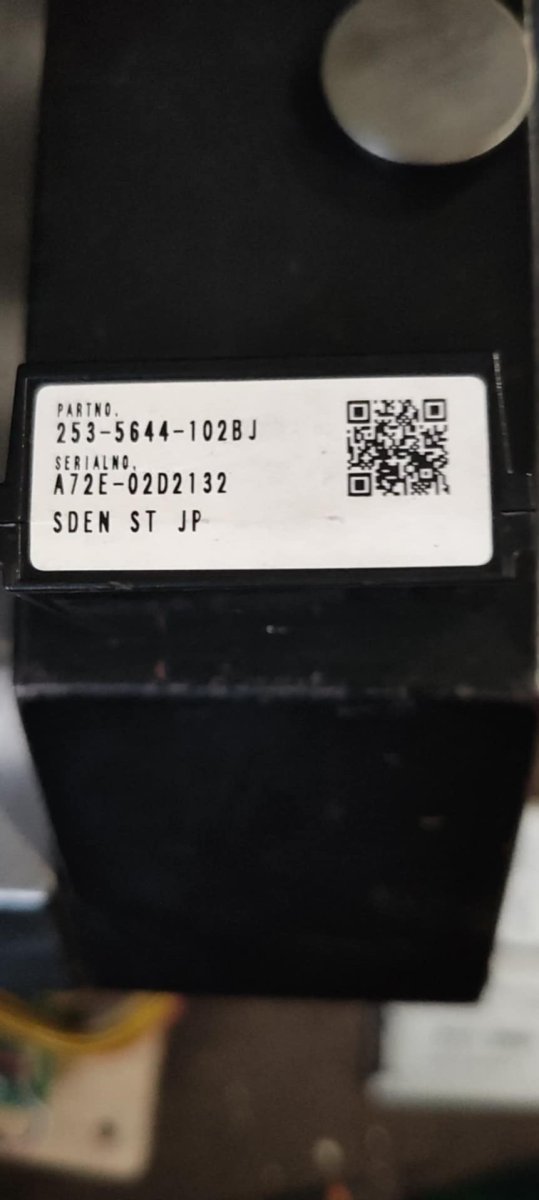 PARTNO.
253-5644-102BJ
SERIALNO.
A72E-02D2132
SDEN ST JP